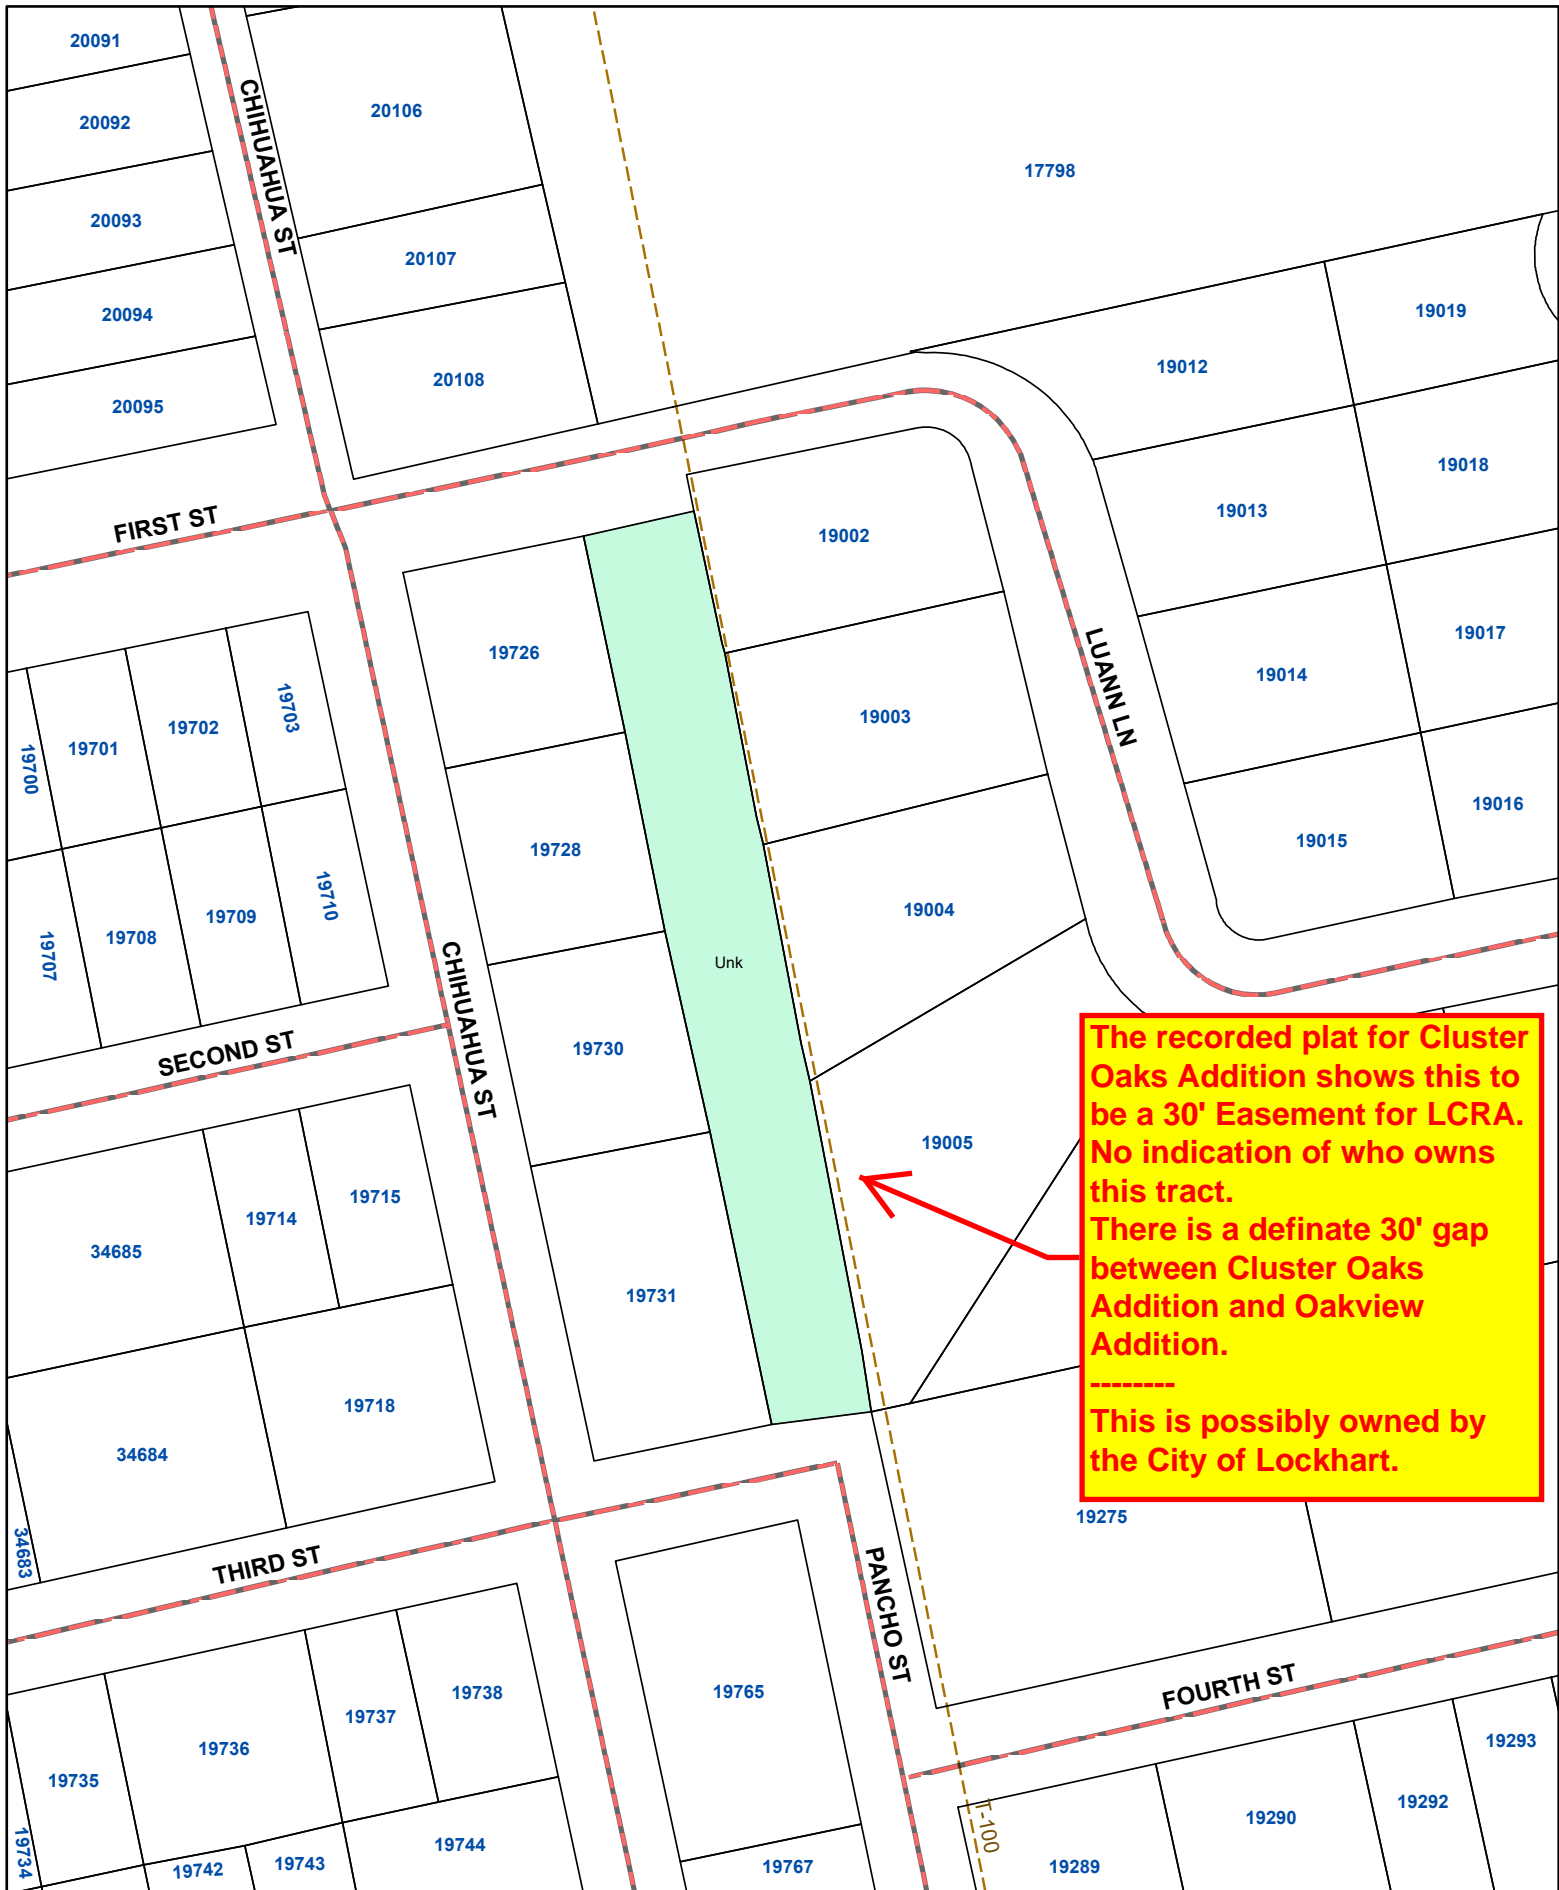 20091
CHIHUAHUA ST
20106
20092
17798
20093
20107
20094
19019
20108
19012
20095
19018
FIRST ST
19013
19002
19017
19726
LUANN LN
19014
19003
19703
19702
19701
19700
19016
19015
19728
19004
19710
19709
19708
19707
Unk
CHIHUAHUA ST
19730
SECOND ST
The recorded plat for Cluster
Oaks Addition shows this to
be a 30' Easement for LCRA.
No indication of who owns
this tract.
There is a definate 30' gap
between Cluster Oaks
Addition and Oakview
Addition.
--------
This is possibly owned by
the City of Lockhart.
19005
19715
19714
34685
19731
19718
34684
19275
34683
THIRD ST
PANCHO ST
FOURTH ST
19738
19737
19736
19735
19765
19293
19292
19290
T-100
19734
19744
19743
19742
19767
19289